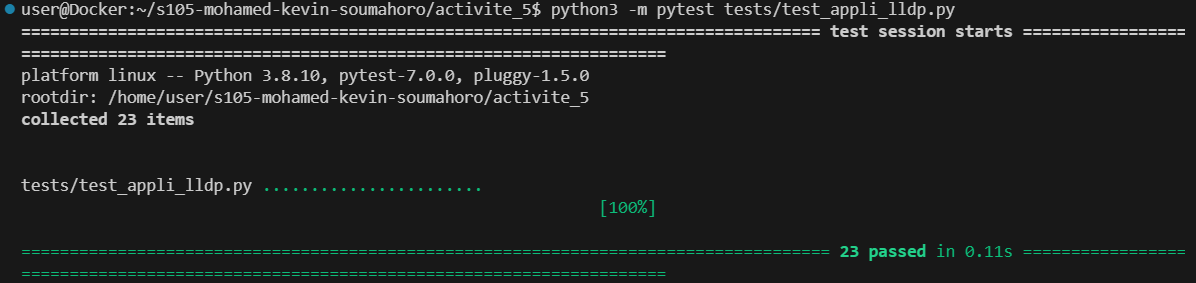 user@Docker:~/s105-mohamed-kevin-soumahoro/activite_5$ python3 -m pytest tests/test_appli_lldp.py
=================================================================================== test session starts =================
===================================================================
platform linux -- Python 3.8.10, pytest-7.0.0, pluggy-1.5.0
rootdir: /home/user/s105-mohamed-kevin-soumahoro/activite_5
collected 23 items
tests/test_appli_lldp.py .......................
[100%]
==================================================================================== 23 passed in 0.11s =================
===================================================================